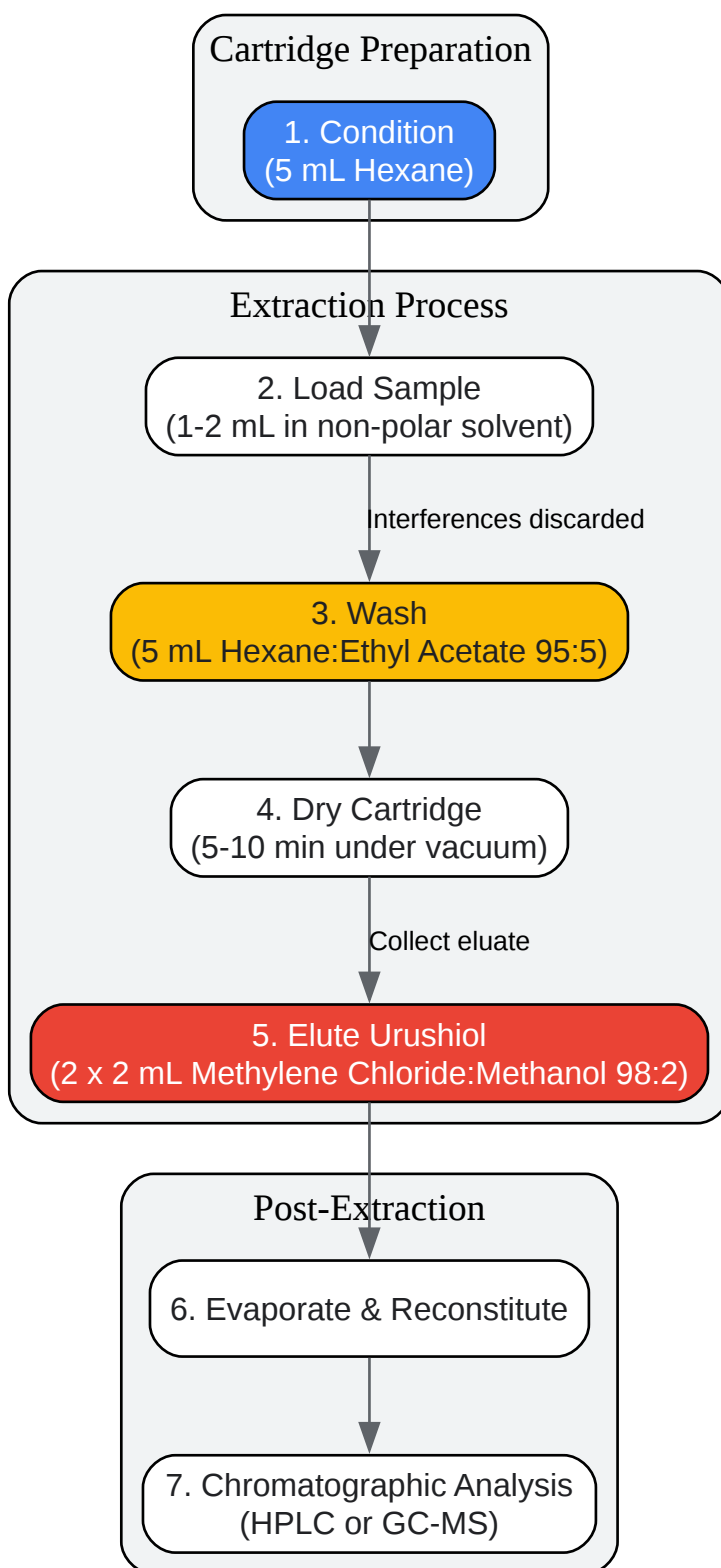 Cartridge Preparation
1. Condition
(5 mL Hexane)
Extraction Process
2. Load Sample
(1-2 mL in non-polar solvent)
Interferences discarded
3. Wash
(5 mL Hexane:Ethyl Acetate 95:5)
4. Dry Cartridge
(5-10 min under vacuum)
Collect eluate
5. Elute Urushiol
(2 x 2 mL Methylene Chloride:Methanol 98:2)
Post-Extraction
6. Evaporate & Reconstitute
7. Chromatographic Analysis
(HPLC or GC-MS)